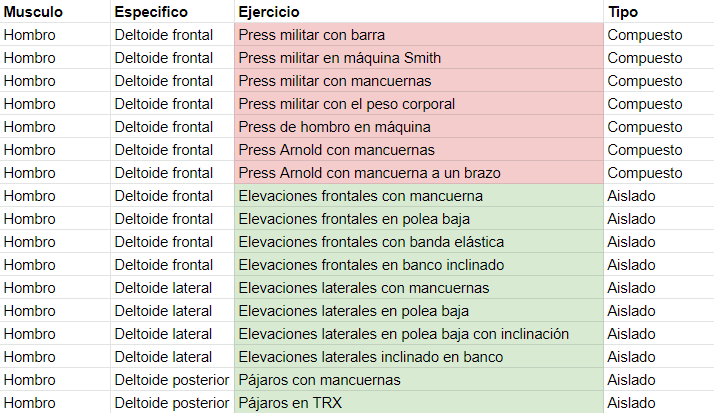 Musculo Especifico Ejercicio Tipo
Hombro Deltoide frontal Press militar con barra Compuesto
Hombro Deltoide frontal Press militar en máquina Smith Compuesto
Hombro Deltoide frontal Press militar con mancuernas Compuesto
Hombro Deltoide frontal Press militar con el peso corporal Compuesto
Hombro Deltoide frontal Press de hombro en máquina Compuesto
Hombro Deltoide frontal Press Arnold con mancuernas Compuesto
Hombro Deltoide frontal Press Arnold con mancuerna a un brazo Compuesto
Hombro Deltoide frontal Elevaciones frontales con mancuerna Aislado
Hombro Deltoide frontal Elevaciones frontales en polea baja Aislado
Hombro Deltoide frontal Elevaciones frontales con banda elástica Aislado
Hombro Deltoide frontal Elevaciones frontales en banco inclinado Aislado
Hombro Deltoide lateral Elevaciones laterales con mancuernas Aislado
Hombro Deltoide lateral Elevaciones laterales en polea baja Aislado
Hombro Deltoide lateral Elevaciones laterales en polea baja con inclinación Aislado
Hombro Deltoide lateral Elevaciones laterales inclinado en banco Aislado
Hombro Deltoide posterior Pájaros con mancuernas Aislado
Hombro Deltoide posterior Pájaros en TRX Aislado